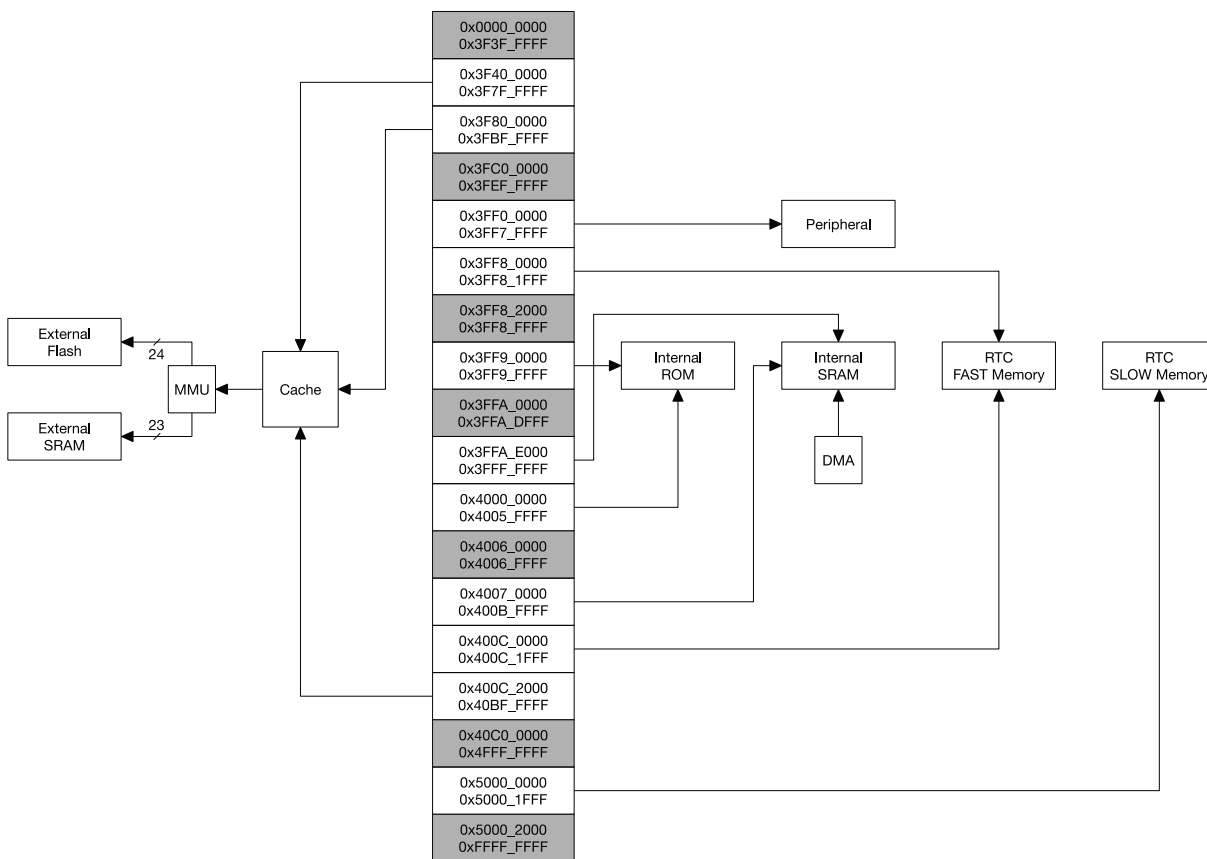 0x0000_0000
0x3F3F_FFFF
0x3F40_0000
0x3F7F_FFFF
0x3F80_0000
0x3FBF_FFFF
0x3FC0_0000
0x3FEF_FFFF
0x3FF0_0000
0x3FF7_FFFF
Peripheral
0x3FF8_0000
0x3FF8_1FFF
0x3FF8_2000
0x3FF8_FFFF
External
Flash
24
MMU
External
SRAM
23
Cache
0x3FF9_0000
0x3FF9_FFFF
Internal
ROM
Internal
SRAM
RTC
FAST Memory
RTC
SLOW Memory
0x3FFA_0000
0x3FFA_DFFF
0x3FFA_E000
0x3FFF_FFFF
DMA
0x4000_0000
0x4005_FFFF
0x4006_0000
0x4006_FFFF
0x4007_0000
0x400B_FFFF
0x400C_0000
0x400C_1FFF
0x400C_2000
0x40BF_FFFF
0x40C0_0000
0x4FFF_FFFF
0x5000_0000
0x5000_1FFF
0x5000_2000
0xFFFF_FFFF